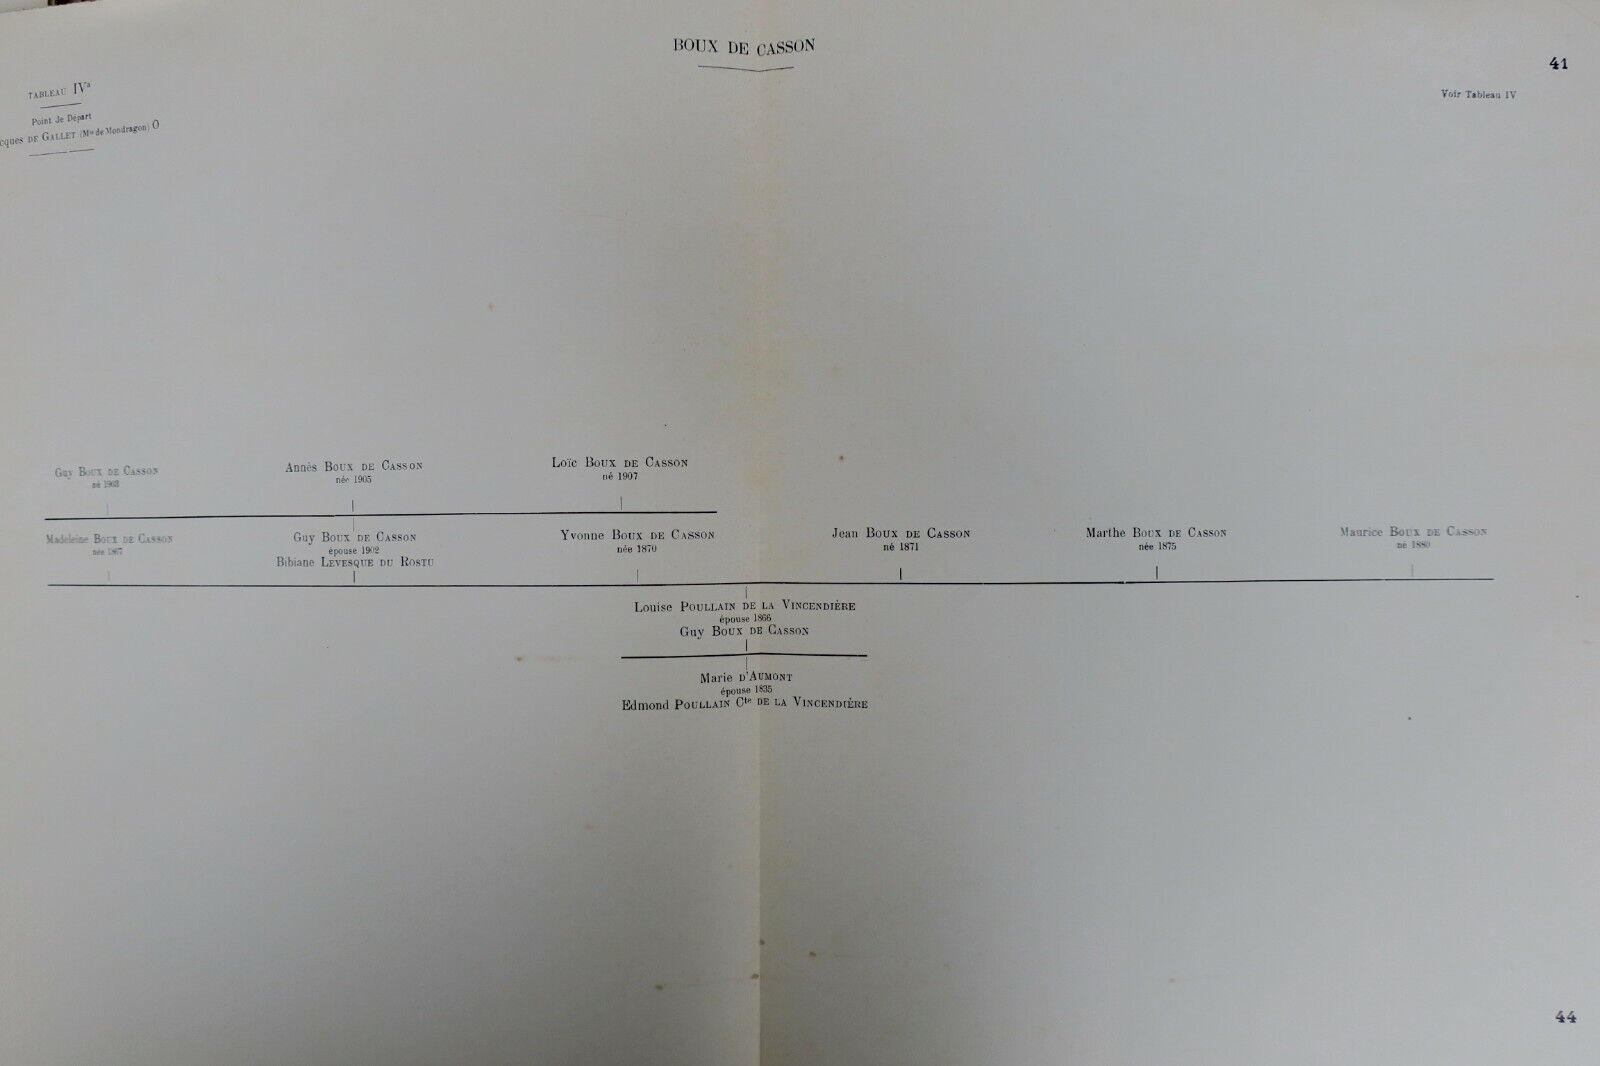 BOUX DE CASSON
41
TABLEAU IVa
Voir Tableau IV
Point de Départ
cques DE GALLET (Mis de Mondragon) O
Guy BOUX DE CASSON
né 1903
Annès BOUX DE CASSON
née 1905
Loïc BOUX DE CASSON
né 1907
Madeleine BOUX DE CASSON
née 1867
Guy BOUX DE CASSON
épouse 1902
Bibiane LEVESQUE DU ROSTU
Yvonne BOUX DE CASSON
née 1870
Jean BOUX DE CASSON
né 1871
Marthe BOUX DE CASSON
née 1875
Maurice BOUX DE CASSON
né 1880
Louise POULLAIN DE LA VINCENDIÈRE
épouse 1866
Guy BOUX DE CASSON
Marie D'AUMONT
épouse 1835
Edmond POULLAIN Cte DE LA VINCENDIÈRE
44